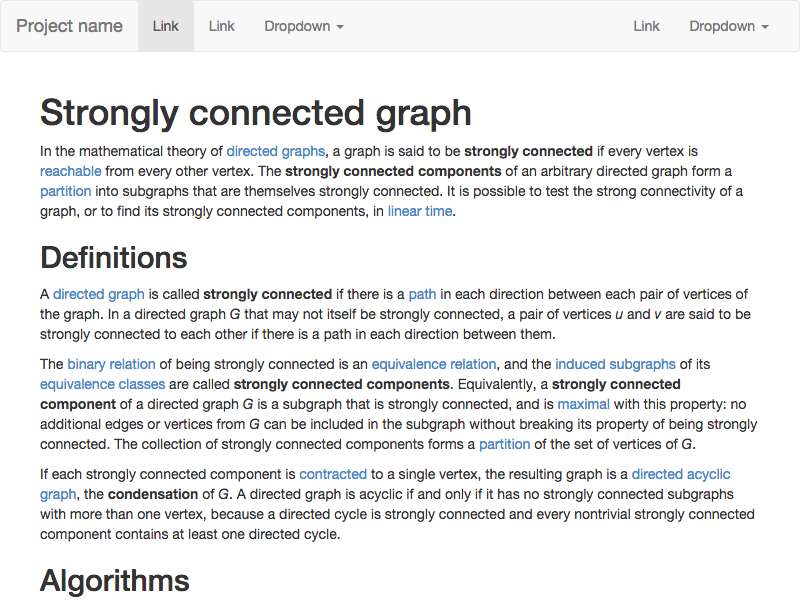 Project name Link Link Dropdown Link Dropdown
Strongly connected graph
In the mathematical theory of directed graphs, a graph is said to be strongly connected if every vertex is
reachable from every other vertex. The strongly connected components of an arbitrary directed graph form a
partition into subgraphs that are themselves strongly connected. It is possible to test the strong connectivity of a
graph, or to find its strongly connected components, in linear time.
Definitions
A directed graph is called strongly connected if there is a path in each direction between each pair of vertices of
the graph. In a directed graph G that may not itself be strongly connected, a pair of vertices u and v are said to be
strongly connected to each other if there is a path in each direction between them.
The binary relation of being strongly connected is an equivalence relation, and the induced subgraphs of its
equivalence classes are called strongly connected components. Equivalently, a strongly connected
component of a directed graph G is a subgraph that is strongly connected, and is maximal with this property: no
additional edges or vertices from G can be included in the subgraph without breaking its property of being strongly
connected. The collection of strongly connected components forms a partition of the set of vertices of G.
If each strongly connected component is contracted to a single vertex, the resulting graph is a directed acyclic
graph, the condensation of G. A directed graph is acyclic if and only if it has no strongly connected subgraphs
with more than one vertex, because a directed cycle is strongly connected and every nontrivial strongly connected
component contains at least one directed cycle.
Algorithms